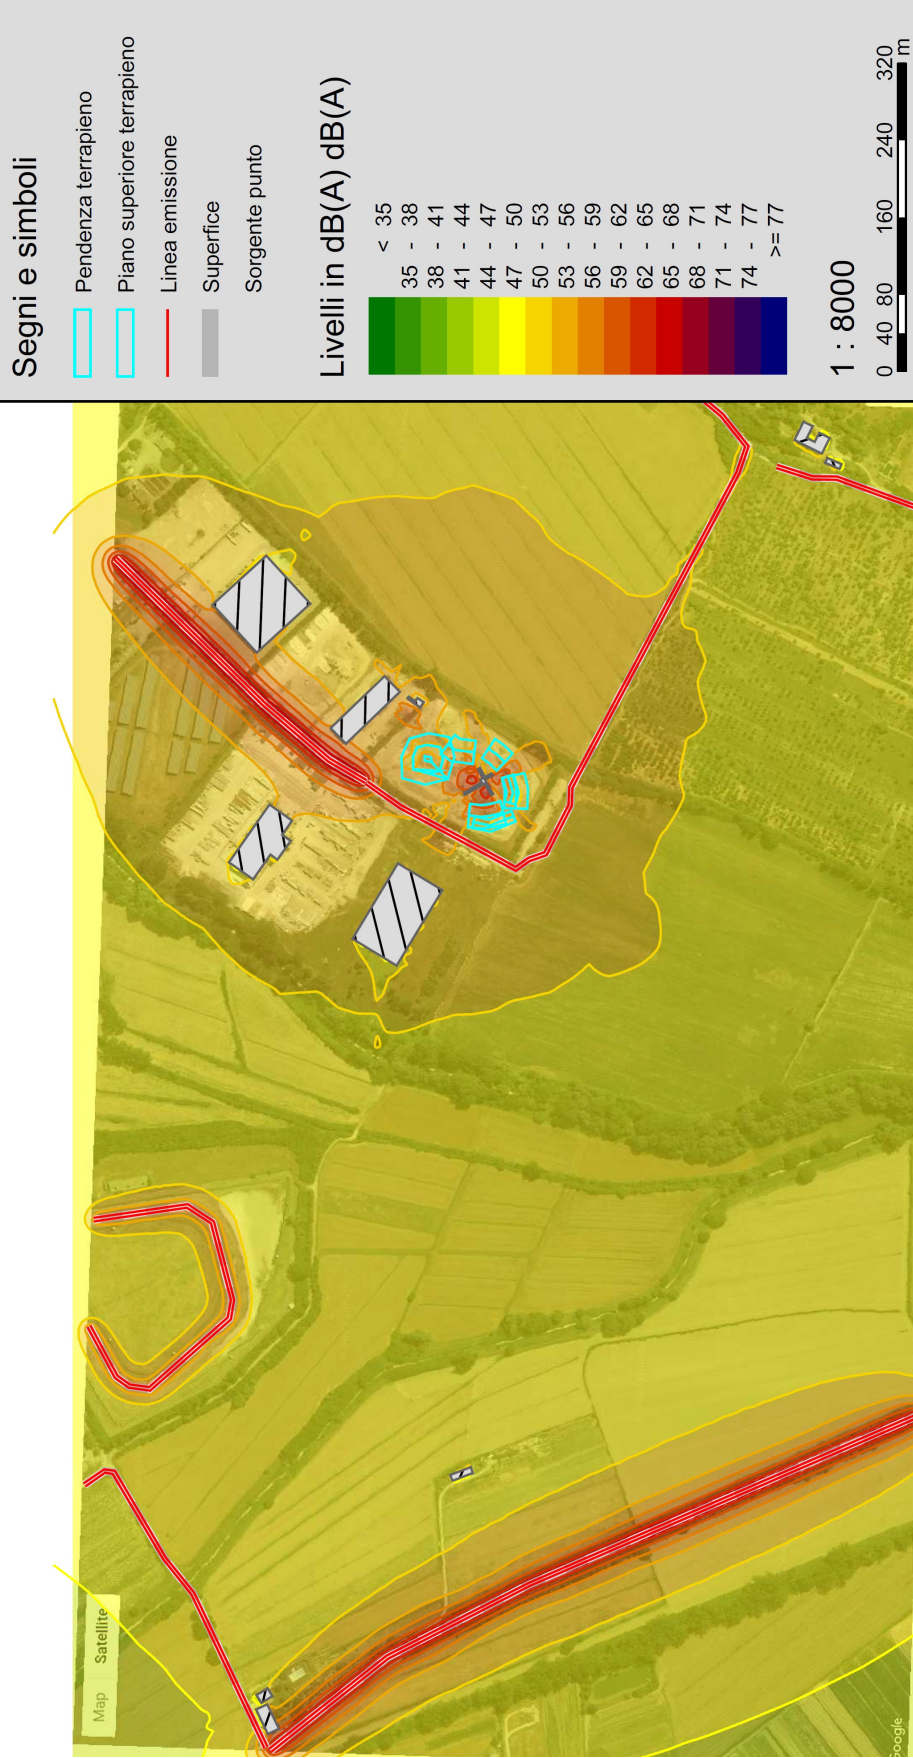 Segni e simboli
Pendenza terrapieno
Piano superiore terrapieno
Linea emissione
Superfice
Sorgente punto
Livelli in dB(A) dB(A)
< 35
35 - 38
38 - 41
41 - 44
44 - 47
47 - 50
50 - 53
53 - 56
56 - 59
59 - 62
62 - 65
65 - 68
68 - 71
71 - 74
74 - 77
>= 77
1 : 8000
0 40 80 160 240 320
m
Map Satellite